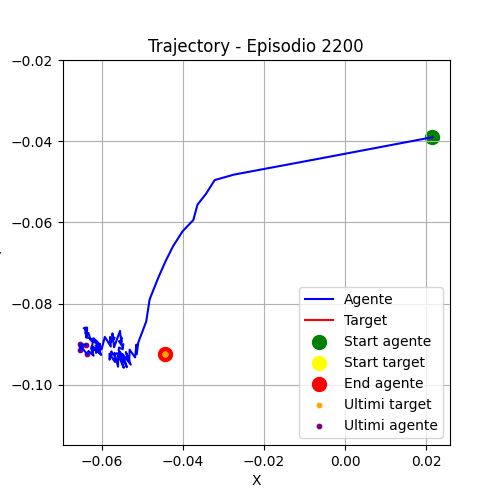 Trajectory - Episodio 2200
−0.02
−0.04
−0.06
−0.08
−0.10
−0.06
−0.04
−0.02
0.00
0.02
X
Agente
Target
Start agente
Start target
End agente
Ultimi target
Ultimi agente